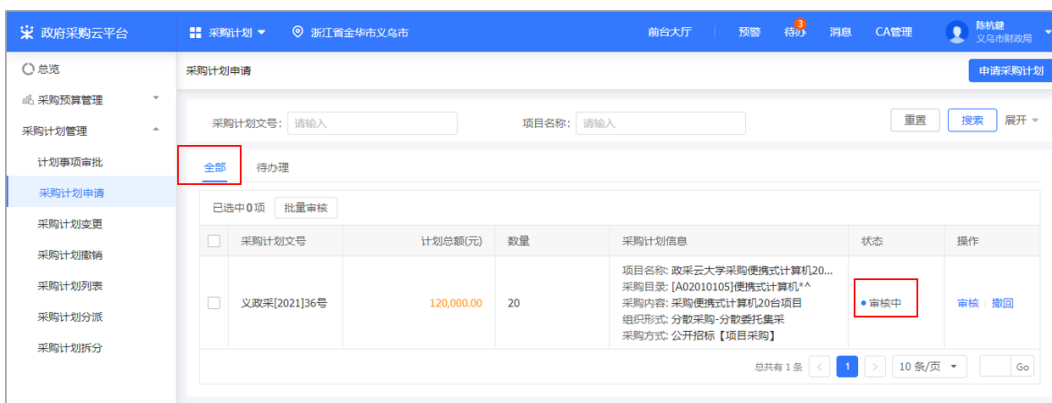 政府采购云平台
采购计划
浙江省金华市义乌市
前台大厅
预警
待办
3
消息
CA管理
陈杭健
义乌市财政局
总览
采购预算管理
采购计划管理
计划事项审批
采购计划申请
采购计划变更
采购计划撤销
采购计划列表
采购计划分派
采购计划拆分
采购计划申请
申请采购计划
采购计划文号: 请输入
项目名称: 请输入
重置
搜索
展开
全部
待办理
已选中0项
批量审核
采购计划文号 计划总额(元) 数量 采购计划信息 状态 操作
义政采[2021]36号
120,000.00
20
项目名称: 政采云大学采购便携式计算机20...
采购目录: [A02010105]便携式计算机*^
采购内容: 采购便携式计算机20台项目
组织形式: 分散采购-分散委托集采
采购方式: 公开招标【项目采购】
审核中
审核 撤回
总共有 1 条 < 1 > 10 条/页 Go